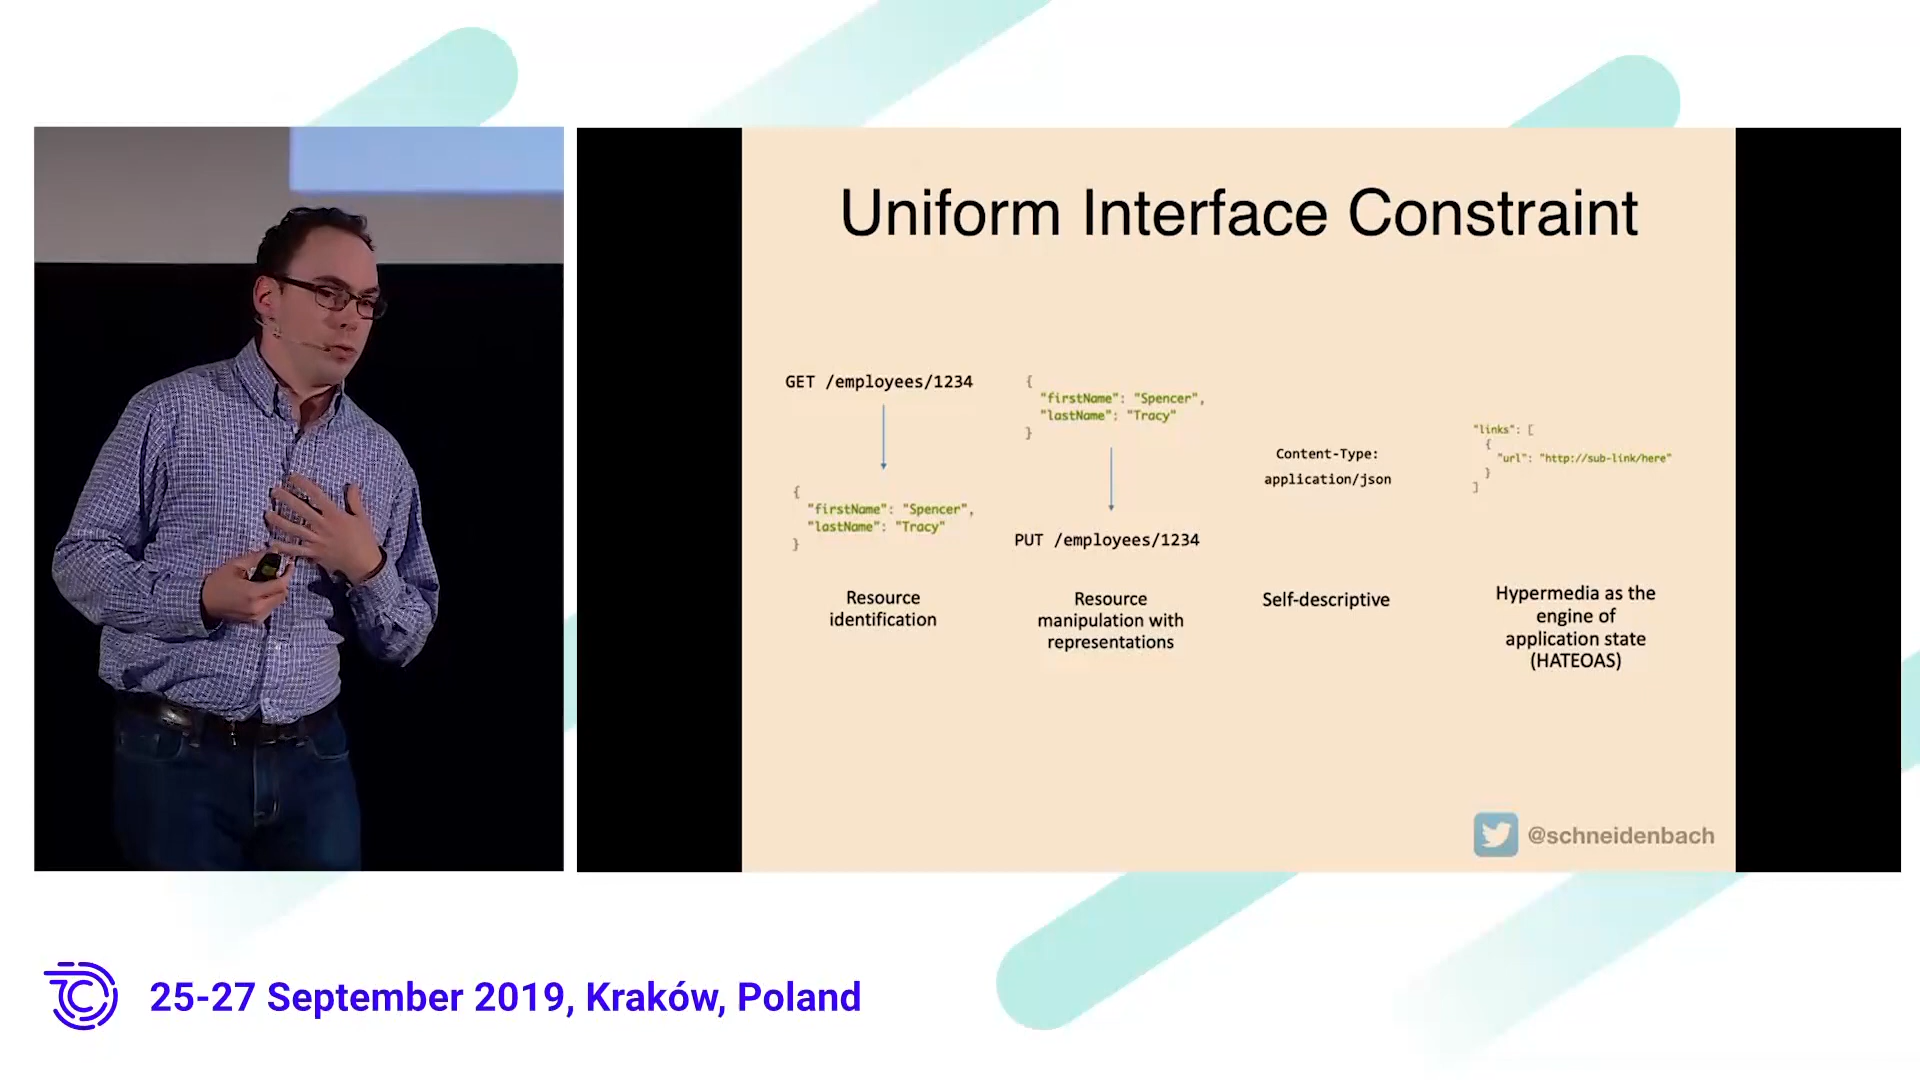 Uniform Interface Constraint
GET /employees/1234
{
"firstName": "Spencer",
"lastName": "Tracy"
}
Resource
identification
{
"firstName": "Spencer",
"lastName": "Tracy"
}
PUT /employees/1234
Resource
manipulation with
representations
Content-Type:
application/json
Self-descriptive
"links": [
{
"url": "http://sub-link/here"
}
]
Hypermedia as the
engine of
application state
(HATEOAS)
@schneidenbach
25-27 September 2019, Kraków, Poland